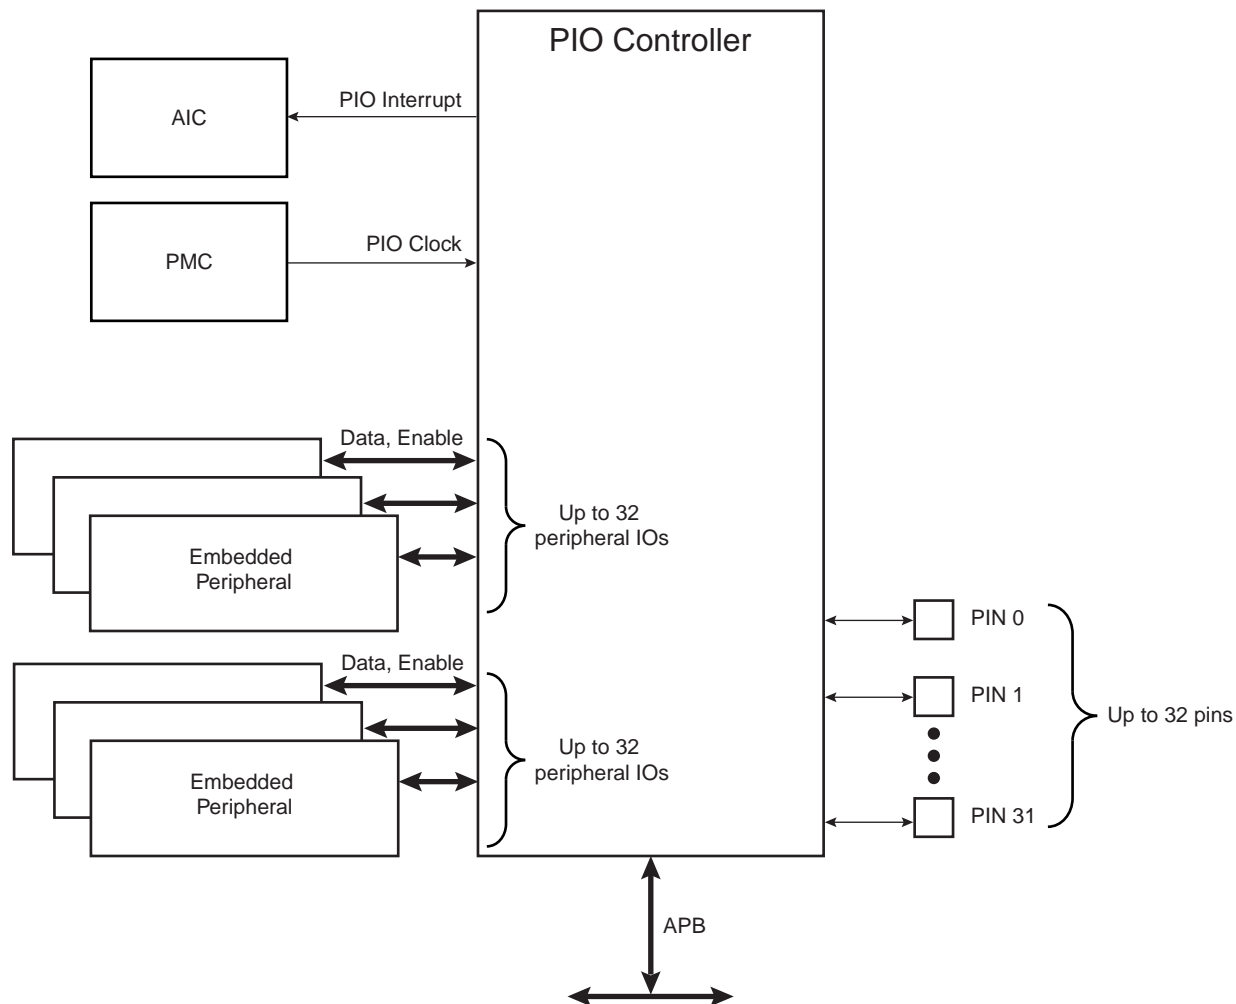 PIO Controller
AIC
PIO Interrupt
PMC
PIO Clock
Data, Enable
Up to 32
peripheral IOs
Embedded
Peripheral
PIN 0
Data, Enable
PIN 1
Up to 32 pins
Up to 32
peripheral IOs
Embedded
Peripheral
PIN 31
APB